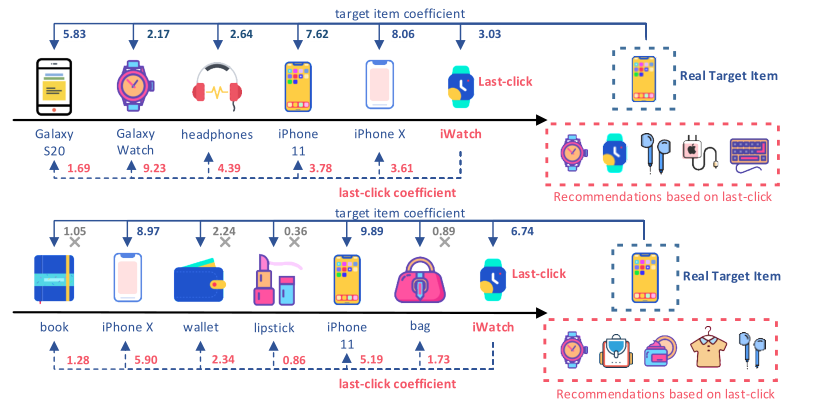 target item coefficient
5.83 2.17 2.64 7.62 8.06 3.03
Last-click
Real Target Item
Galaxy S20 Galaxy Watch headphones iPhone 11 iPhone X iWatch
1.69 9.23 4.39 3.78 3.61
last-click coefficient
Recommendations based on last-click
target item coefficient
1.05 8.97 2.24 0.36 9.89 0.89 6.74
Last-click
Real Target Item
book iPhone X wallet lipstick iPhone 11 bag iWatch
1.28 5.90 2.34 0.86 5.19 1.73
last-click coefficient
Recommendations based on last-click